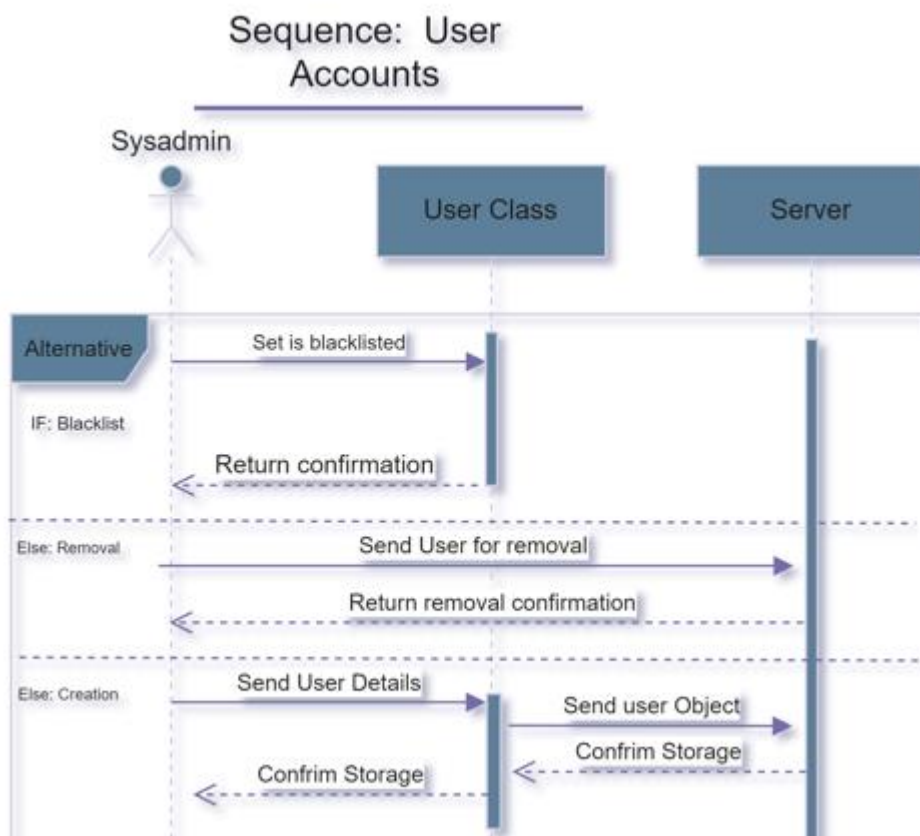 Sequence: User
Accounts
Sysadmin
User Class
Server
Alternative
Set is blacklisted
IF: Blacklist
Return confirmation
Else: Removal
Send User for removal
Return removal confirmation
Else: Creation
Send User Details
Send user Object
Confrim Storage
Confrim Storage